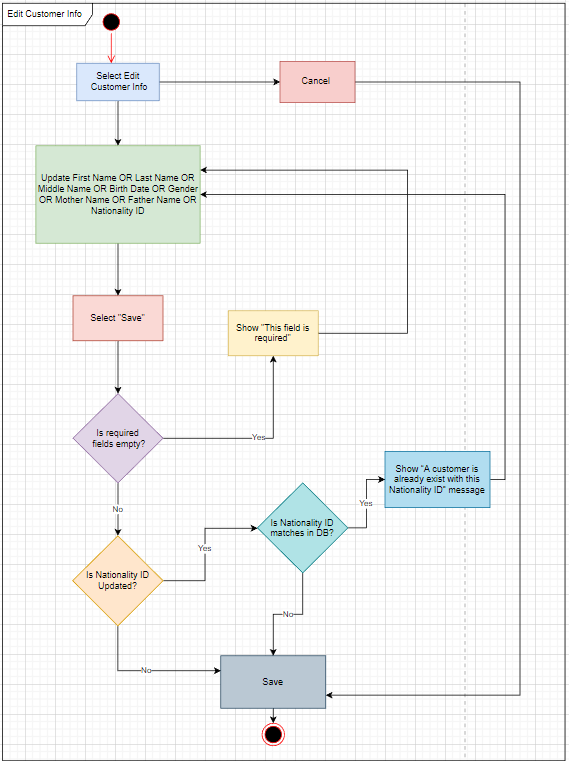 Edit Customer Info
Select Edit
Customer Info
Cancel
Update First Name OR Last Name OR
Middle Name OR Birth Date OR Gender
OR Mother Name OR Father Name OR
Nationality ID
Select "Save"
Show "This field is
required"
Is required
fields empty?
Yes
Show "A customer is
already exist with this
Nationality ID" message
No
Is Nationality ID
matches in DB?
Yes
Yes
Is Nationality ID
Updated?
No
No
Save